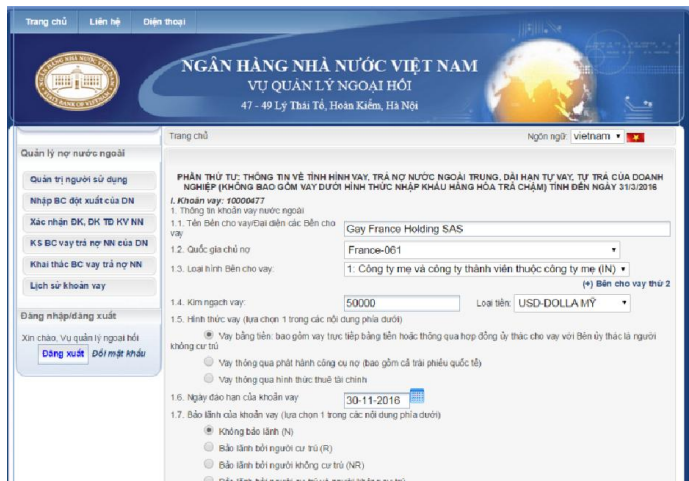 Trang chủ Liên hệ Điện thoại
NGÂN HÀNG NHÀ NƯỚC VIỆT NAM
VỤ QUẢN LÝ NGOẠI HỐI
47 - 49 Lý Thái Tổ, Hoàn Kiếm, Hà Nội
Trang chủ Ngôn ngữ: vietnam
Quản lý nợ nước ngoài
Quản trị người sử dụng
Nhập BC đột xuất của DN
Xác nhận ĐK, ĐK TĐ KV NN
KS BC vay trả nợ NN của DN
Khai thác BC vay trả nợ NN
Lịch sử khoản vay
Đăng nhập/đăng xuất
Xin chào, Vụ quản lý ngoại hối
Đăng xuất Đổi mật khẩu
PHẦN THỨ TƯ: THÔNG TIN VỀ TÌNH HÌNH VAY, TRẢ NỢ NƯỚC NGOÀI TRUNG, DÀI HẠN TỰ VAY, TỰ TRẢ CỦA DOANH
NGHIỆP (KHÔNG BAO GỒM VAY DƯỚI HÌNH THỨC NHẬP KHẨU HÀNG HÓA TRẢ CHẬM) TÍNH ĐẾN NGÀY 31/3/2016
I. Khoản vay: 10000477
1. Thông tin khoản vay nước ngoài
1.1. Tên Bên cho vay/Đại diện các Bên cho
vay
Gay France Holding SAS
1.2. Quốc gia chủ nợ France-061
1.3. Loại hình Bên cho vay: 1: Công ty mẹ và công ty thành viên thuộc công ty mẹ (IN)
(+) Bên cho vay thứ 2
1.4. Kim ngạch vay: 50000 Loại tiền: USD-DOLLA MỸ
1.5. Hình thức vay (lựa chọn 1 trong các nội dung phía dưới)
Vay bằng tiền: bao gồm vay trực tiếp bằng tiền hoặc thông qua hợp đồng ủy thác cho vay với Bên ủy thác là người
không cư trú
Vay thông qua phát hành công cụ nợ (bao gồm cả trái phiếu quốc tế)
Vay thông qua hình thức thuê tài chính
1.6. Ngày đáo hạn của khoản vay 30-11-2016
1.7. Bảo lãnh của khoản vay (lựa chọn 1 trong các nội dung phía dưới)
Không bảo lãnh (N)
Bảo lãnh bởi người cư trú (R)
Bảo lãnh bởi người không cư trú (NR)